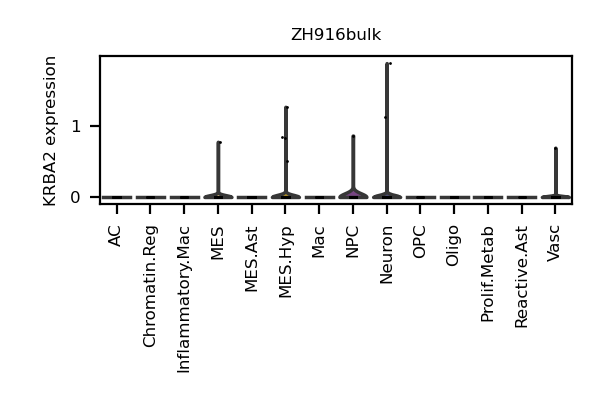 ZH916bulk
KRBA2 expression
1
0
AC
Chromatin.Reg
Inflammatory.Mac
MES
MES.Ast
MES.Hyp
Mac
NPC
Neuron
OPC
Oligo
Prolif.Metab
Reactive.Ast
Vasc